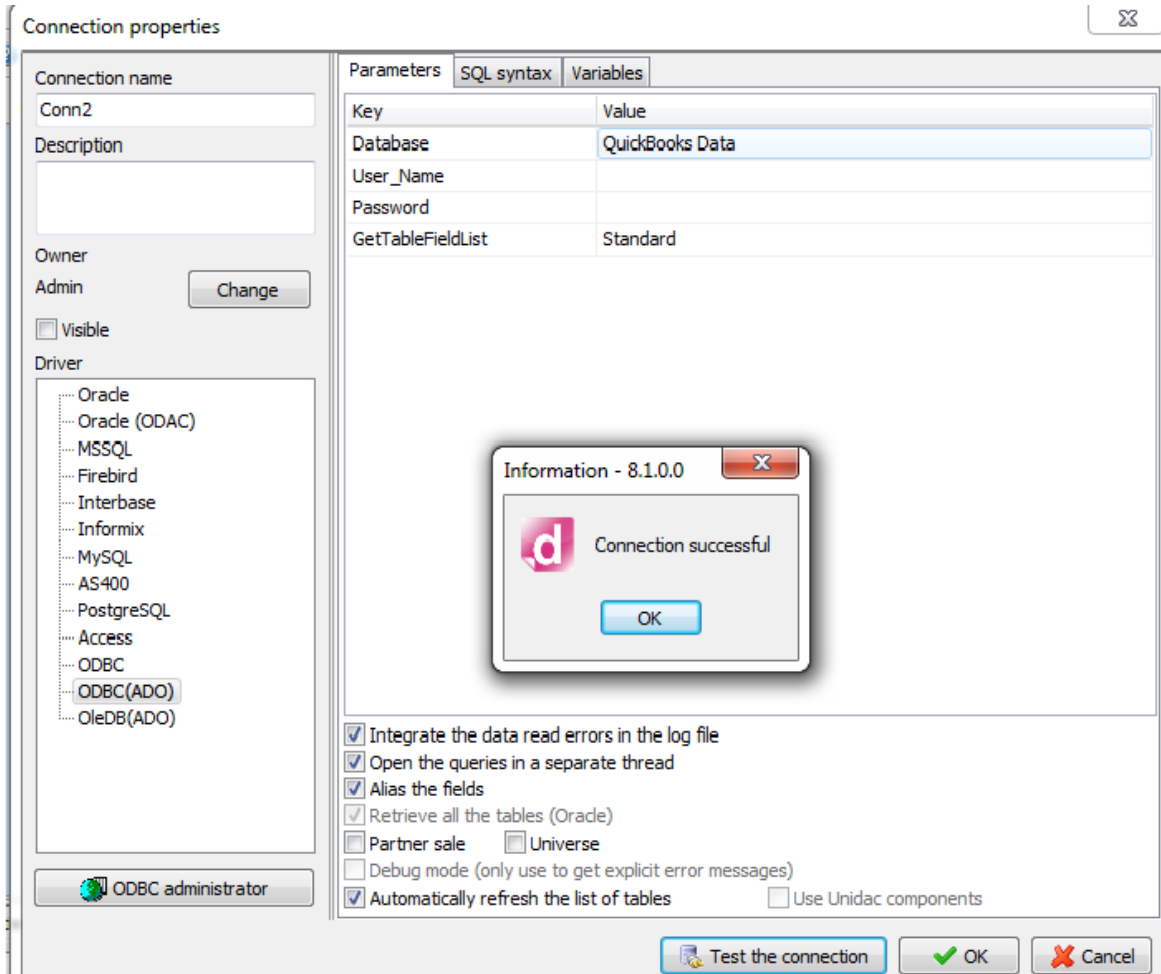 Connection properties
Connection name
Conn2
Description
Owner
Admin
Change
Visible
Driver
Oracle
Oracle (ODAC)
MSSQL
Firebird
Interbase
Informix
MySQL
AS400
PostgreSQL
Access
ODBC
ODBC(ADO)
OleDB(ADO)
ODBC administrator
Parameters SQL syntax Variables
Key Value
Database QuickBooks Data
User_Name
Password
GetTableFieldList Standard
Information - 8.1.0.0
d
Connection successful
OK
Integrate the data read errors in the log file
Open the queries in a separate thread
Alias the fields
Retrieve all the tables (Oracle)
Partner sale Universe
Debug mode (only use to get explicit error messages)
Automatically refresh the list of tables Use Unidac components
Test the connection OK Cancel